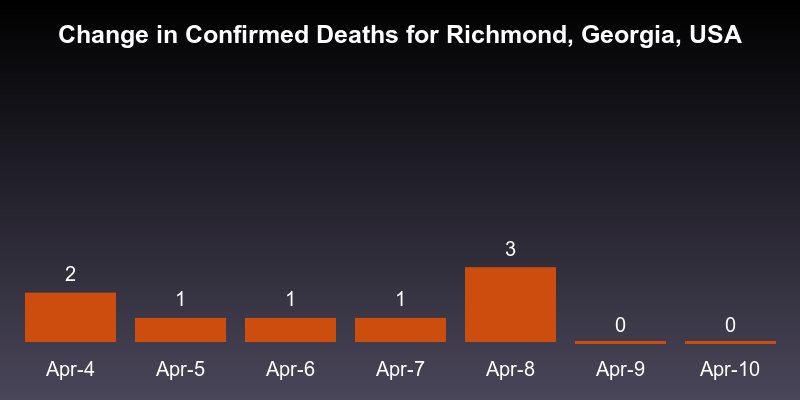 Change in Confirmed Deaths for Richmond, Georgia, USA
2 1 1 1 3 0 0
Apr-4 Apr-5 Apr-6 Apr-7 Apr-8 Apr-9 Apr-10